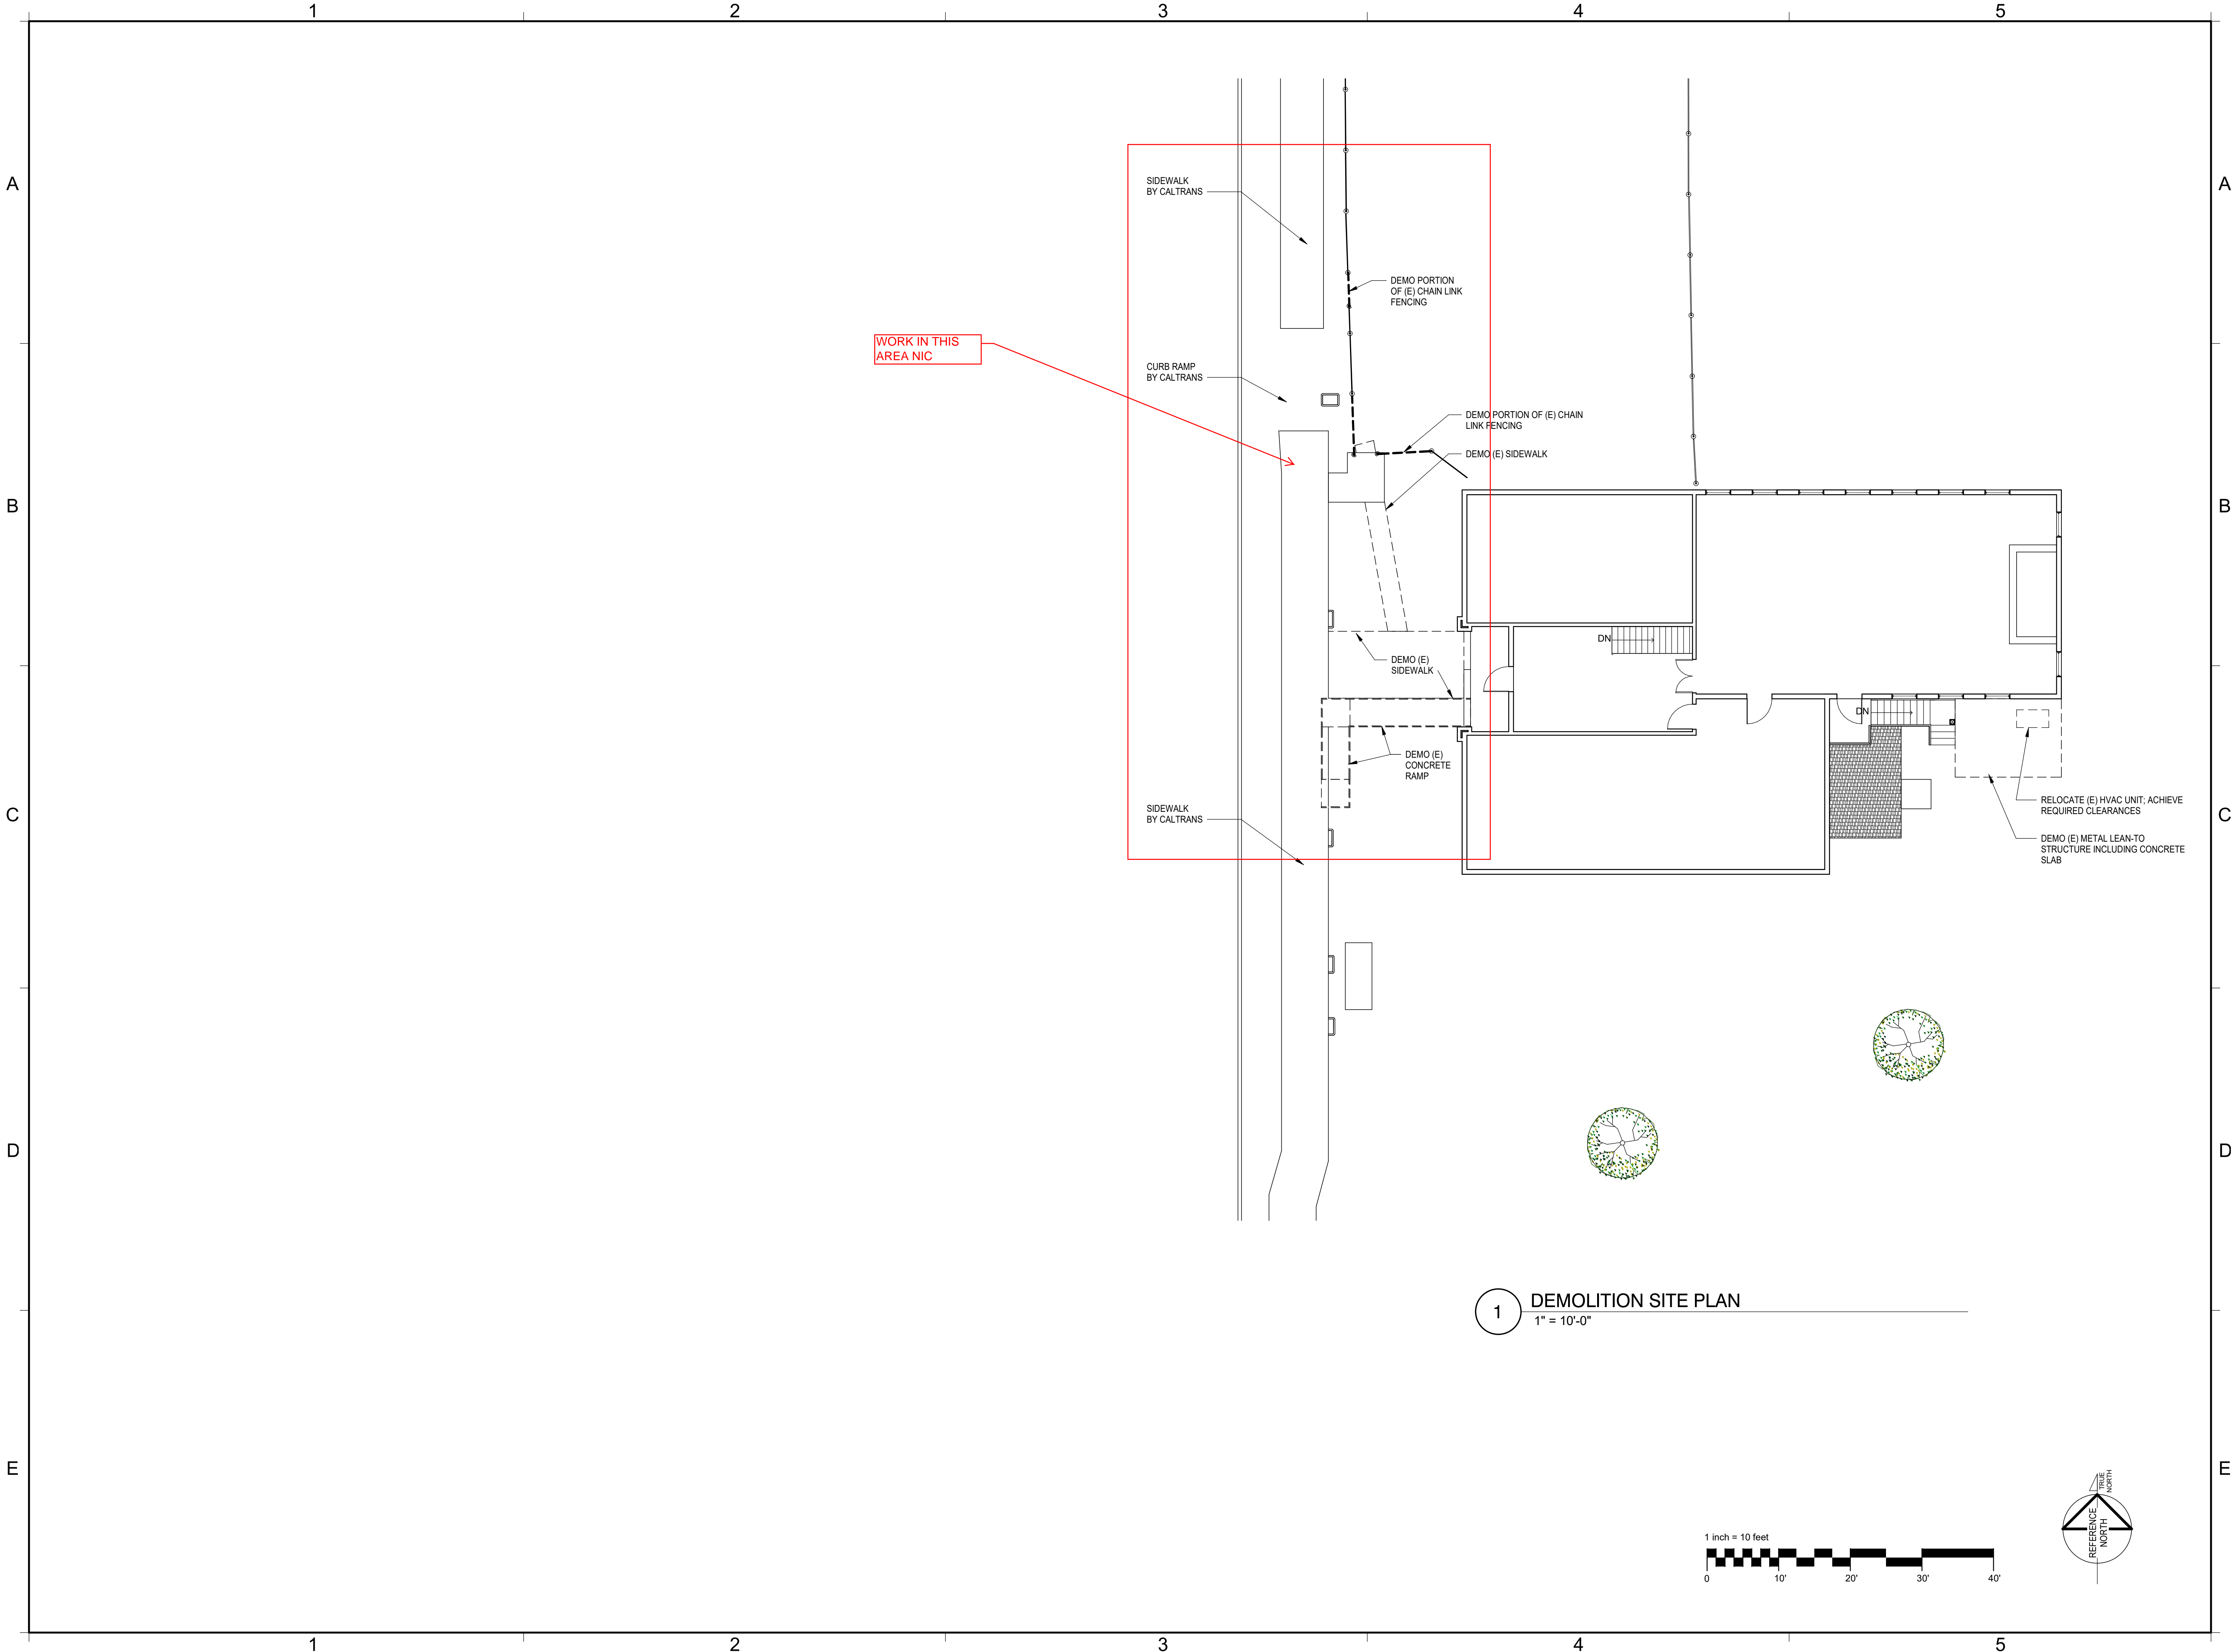 1
2
3
4
5
A
A
SIDEWALK
BY CALTRANS
DEMO PORTION
OF (E) CHAIN LINK
FENCING
WORK IN THIS
AREA NIC
CURB RAMP
BY CALTRANS
DEMO PORTION OF (E) CHAIN
LINK FENCING
DEMO (E) SIDEWALK
B
B
DN
DEMO (E)
SIDEWALK
DN
DEMO (E)
CONCRETE
RAMP
SIDEWALK
BY CALTRANS
RELOCATE (E) HVAC UNIT; ACHIEVE
REQUIRED CLEARANCES
C
C
DEMO (E) METAL LEAN-TO
STRUCTURE INCLUDING CONCRETE
SLAB
D
D
1
DEMOLITION SITE PLAN
1" = 10'-0"
E
E
TRUE
NORTH
REFERENCE
NORTH
1 inch = 10 feet
0
10'
20'
30'
40'
1
2
3
4
5